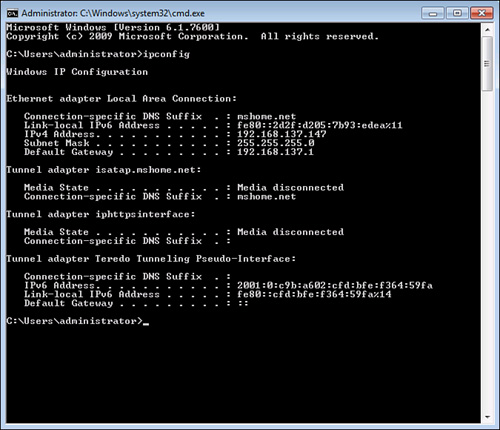 Administrator: C:\Windows\system32\cmd.exe
Microsoft Windows [Version 6.1.7600]
Copyright (c) 2009 Microsoft Corporation.  All rights reserved.
C:\Users\administrator>ipconfig
Windows IP Configuration
Ethernet adapter Local Area Connection:
   Connection-specific DNS Suffix  . : mshome.net
   Link-local IPv6 Address . . . . . : fe80::2d2f:d205:7b93:edea%11
   IPv4 Address. . . . . . . . . . . : 192.168.137.147
   Subnet Mask . . . . . . . . . . . : 255.255.255.0
   Default Gateway . . . . . . . . . : 192.168.137.1
Tunnel adapter isatap.mshome.net:
   Media State . . . . . . . . . . . : Media disconnected
   Connection-specific DNS Suffix  . : mshome.net
Tunnel adapter iphttpsinterface:
   Media State . . . . . . . . . . . : Media disconnected
   Connection-specific DNS Suffix  . :
Tunnel adapter Teredo Tunneling Pseudo-Interface:
   Connection-specific DNS Suffix  . :
   IPv6 Address. . . . . . . . . . . : 2001:0:c9b:a602:cfd:bfe:f364:59fa
   Link-local IPv6 Address . . . . . : fe80::cfd:bfe:f364:59fa%14
   Default Gateway . . . . . . . . . : ::
C:\Users\administrator>_